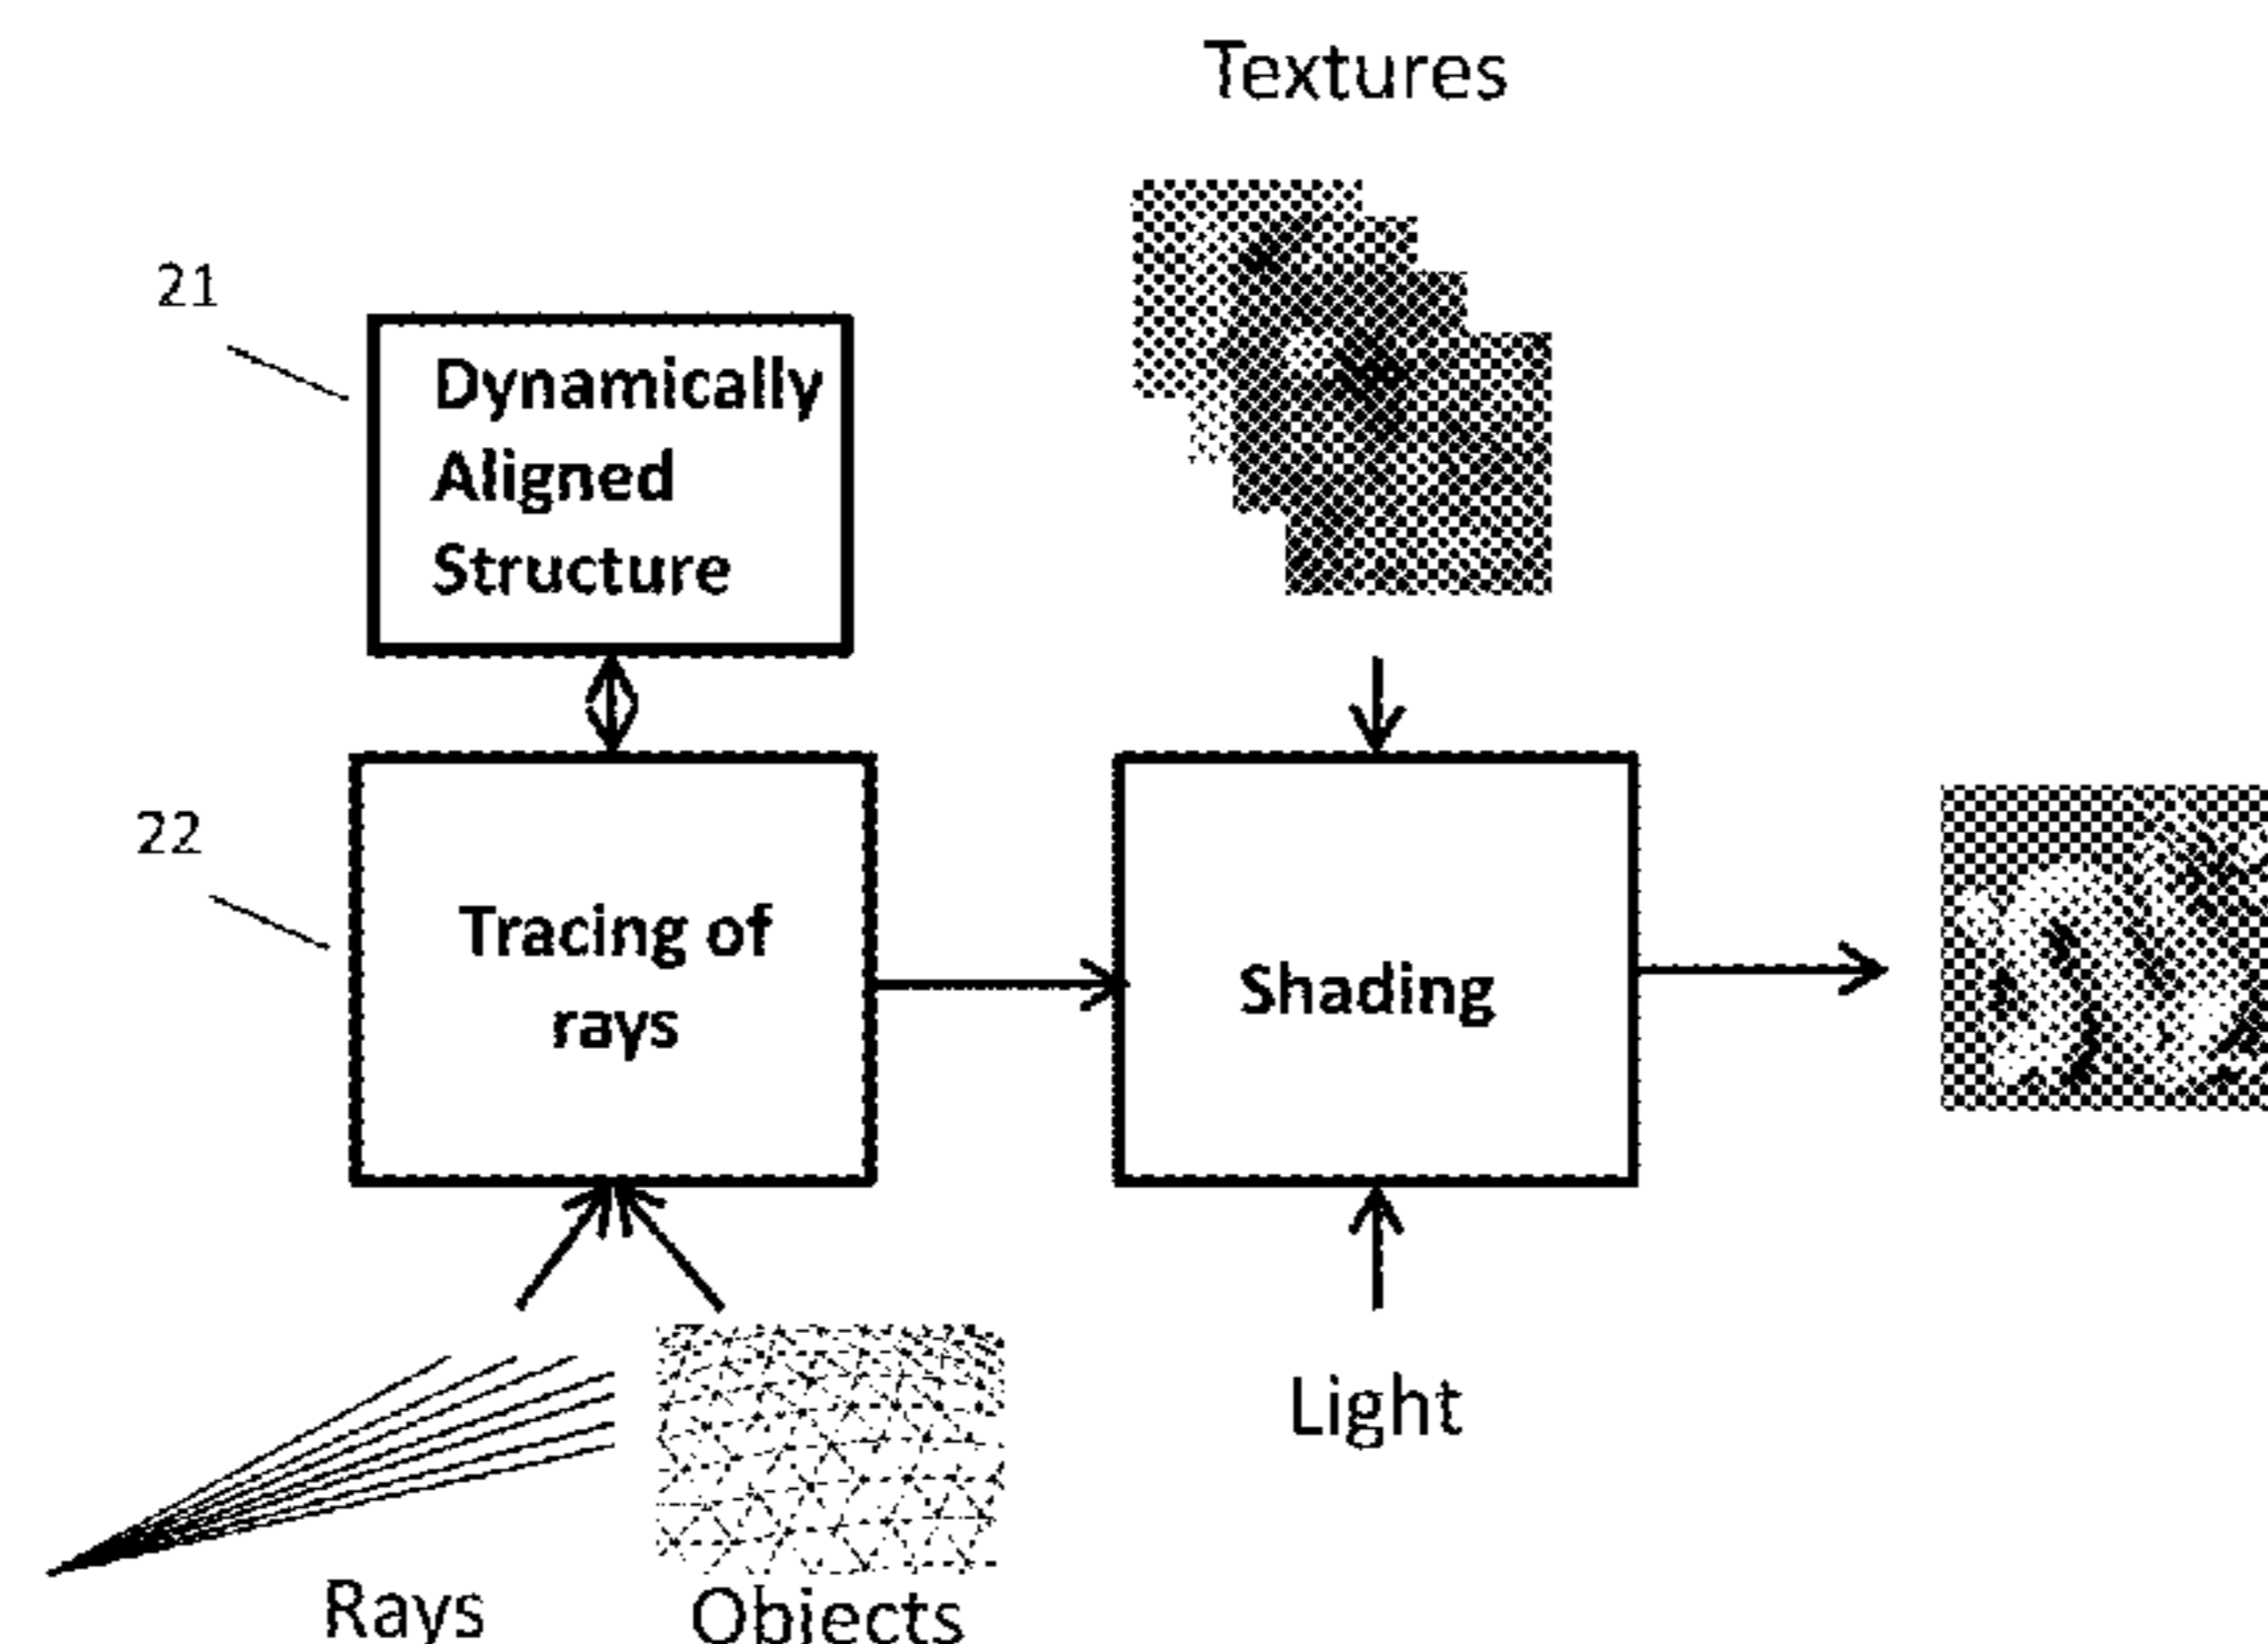 Textures
21
Dynamically
Aligned
Structure
22
Tracing of
rays
Shading
Light
Rays
Objects